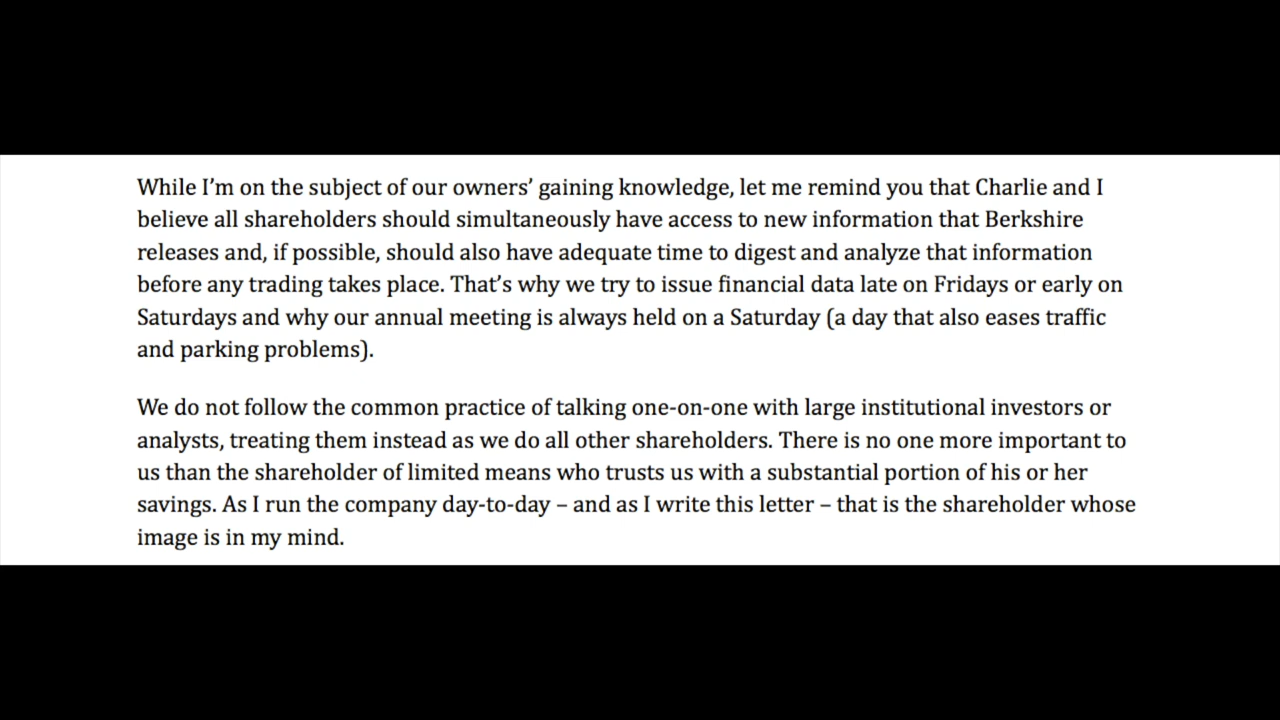 While I’m on the subject of our owners’ gaining knowledge, let me remind you that Charlie and I
believe all shareholders should simultaneously have access to new information that Berkshire
releases and, if possible, should also have adequate time to digest and analyze that information
before any trading takes place. That’s why we try to issue financial data late on Fridays or early on
Saturdays and why our annual meeting is always held on a Saturday (a day that also eases traffic
and parking problems).
We do not follow the common practice of talking one-on-one with large institutional investors or
analysts, treating them instead as we do all other shareholders. There is no one more important to
us than the shareholder of limited means who trusts us with a substantial portion of his or her
savings. As I run the company day-to-day – and as I write this letter – that is the shareholder whose
image is in my mind.